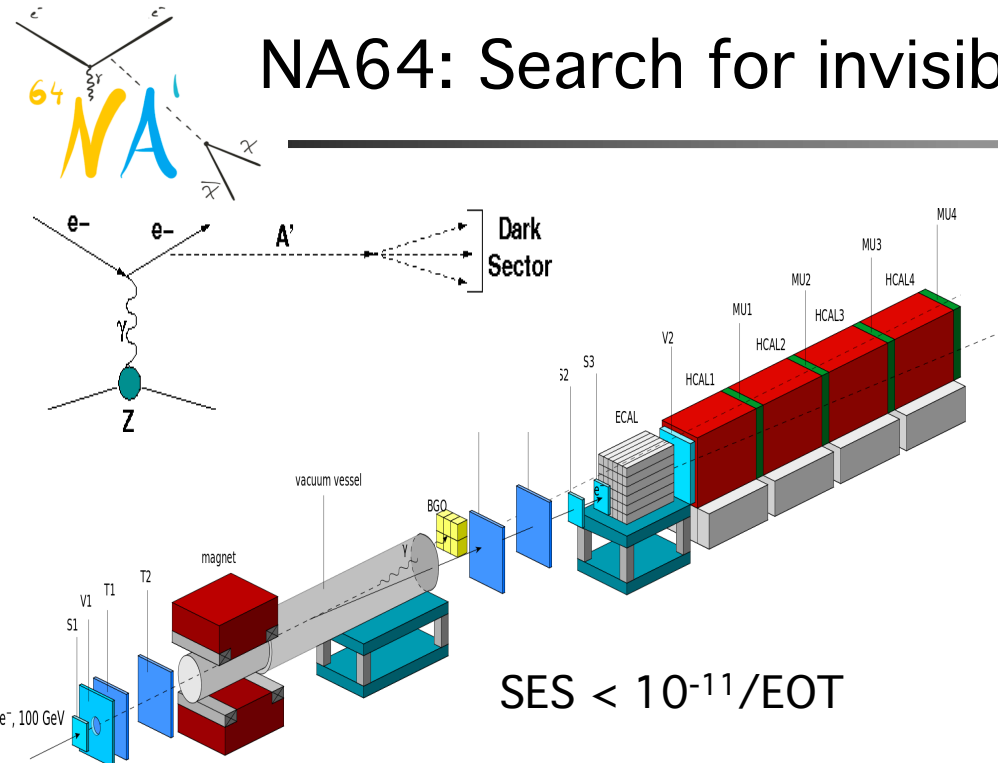 NA64: Search for invisib
e⁻
e⁻
γ
64
NA'
χ
χ̅
e–
e–
A'
Dark
Sector
γ
Z
MU4
MU3
HCAL4
MU2
HCAL3
MU1
HCAL2
V2
HCAL1
S3
S2
ECAL
e⁻
vacuum vessel
BGO
γ
magnet
T2
T1
V1
S1
e⁻, 100 GeV
SES < 10⁻¹¹/EOT